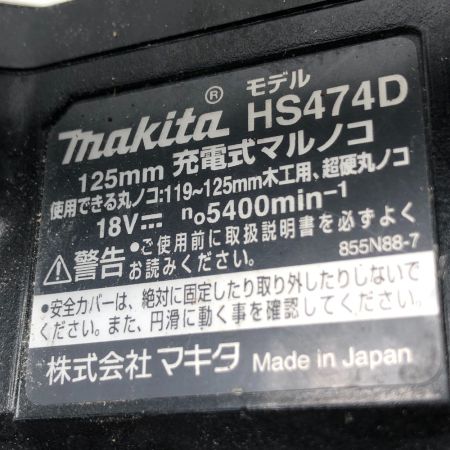 makita® モデル HS474D
125mm 充電式マルノコ
使用できる丸ノコ:119~125mm木工用、超硬丸ノコ
18V⎓ no5400min-1
⚠警告 •ご使用前に取扱説明書を必ずよく
お読みください。 855N88-7
•安全カバーは、絶対に固定したり取り外したりしないで
ください。また、円滑に動く事を確認してください。
株式会社 マキタ Made in Japan